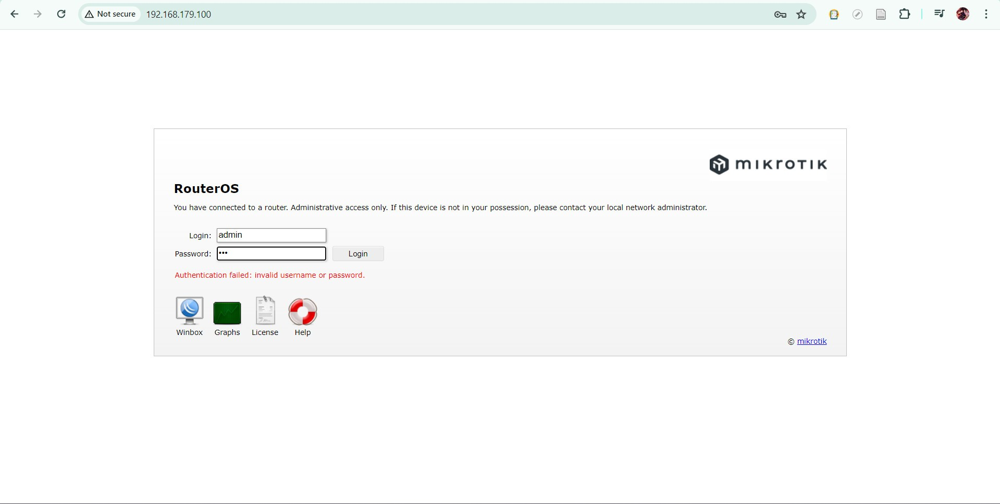 Not secure 192.168.179.100
mikrotik
RouterOS
You have connected to a router. Administrative access only. If this device is not in your possession, please contact your local network administrator.
Login: admin
Password: ••• Login
Authentication failed: invalid username or password.
Winbox Graphs License Help
© mikrotik